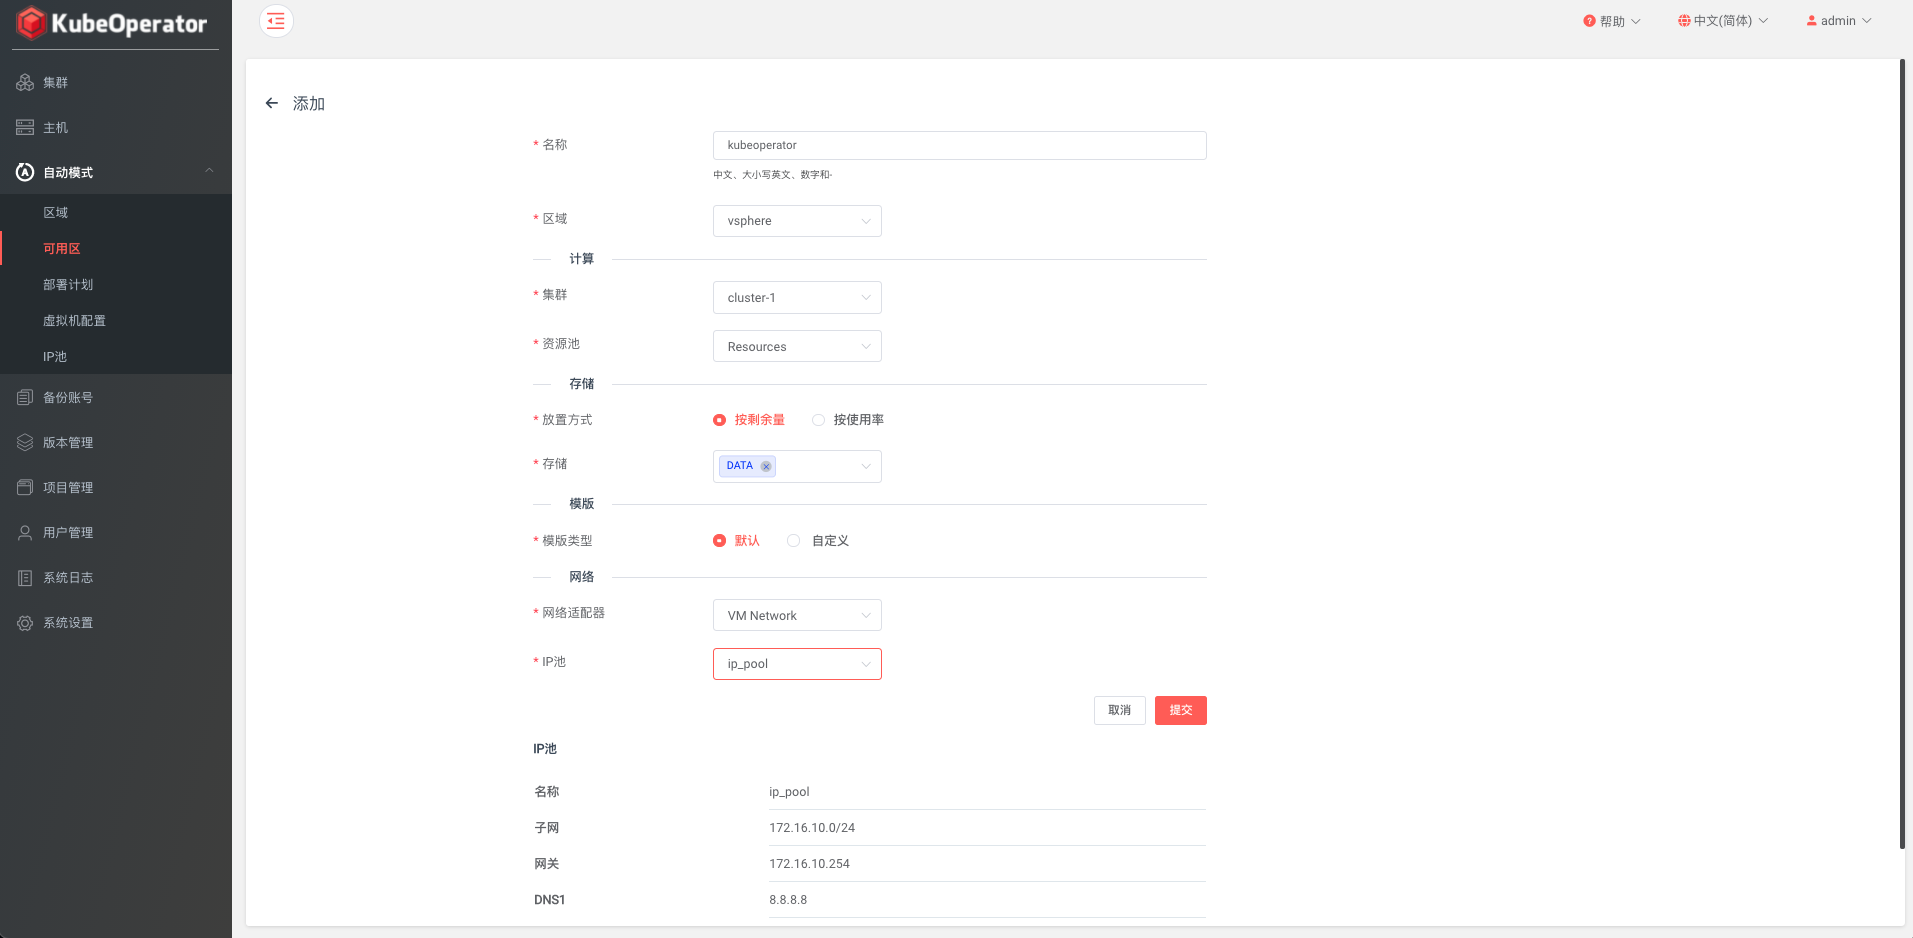 KubeOperator
帮助
中文(简体)
admin
集群
主机
自动模式
区域
可用区
部署计划
虚拟机配置
IP池
备份账号
版本管理
项目管理
用户管理
系统日志
系统设置
添加
* 名称
kubeoperator
中文、大小写英文、数字和-
* 区域
vsphere
计算
* 集群
cluster-1
* 资源池
Resources
存储
* 放置方式
按剩余量
按使用率
* 存储
DATA
模版
* 模版类型
默认
自定义
网络
* 网络适配器
VM Network
* IP池
ip_pool
取消
提交
IP池
名称
ip_pool
子网
172.16.10.0/24
网关
172.16.10.254
DNS1
8.8.8.8